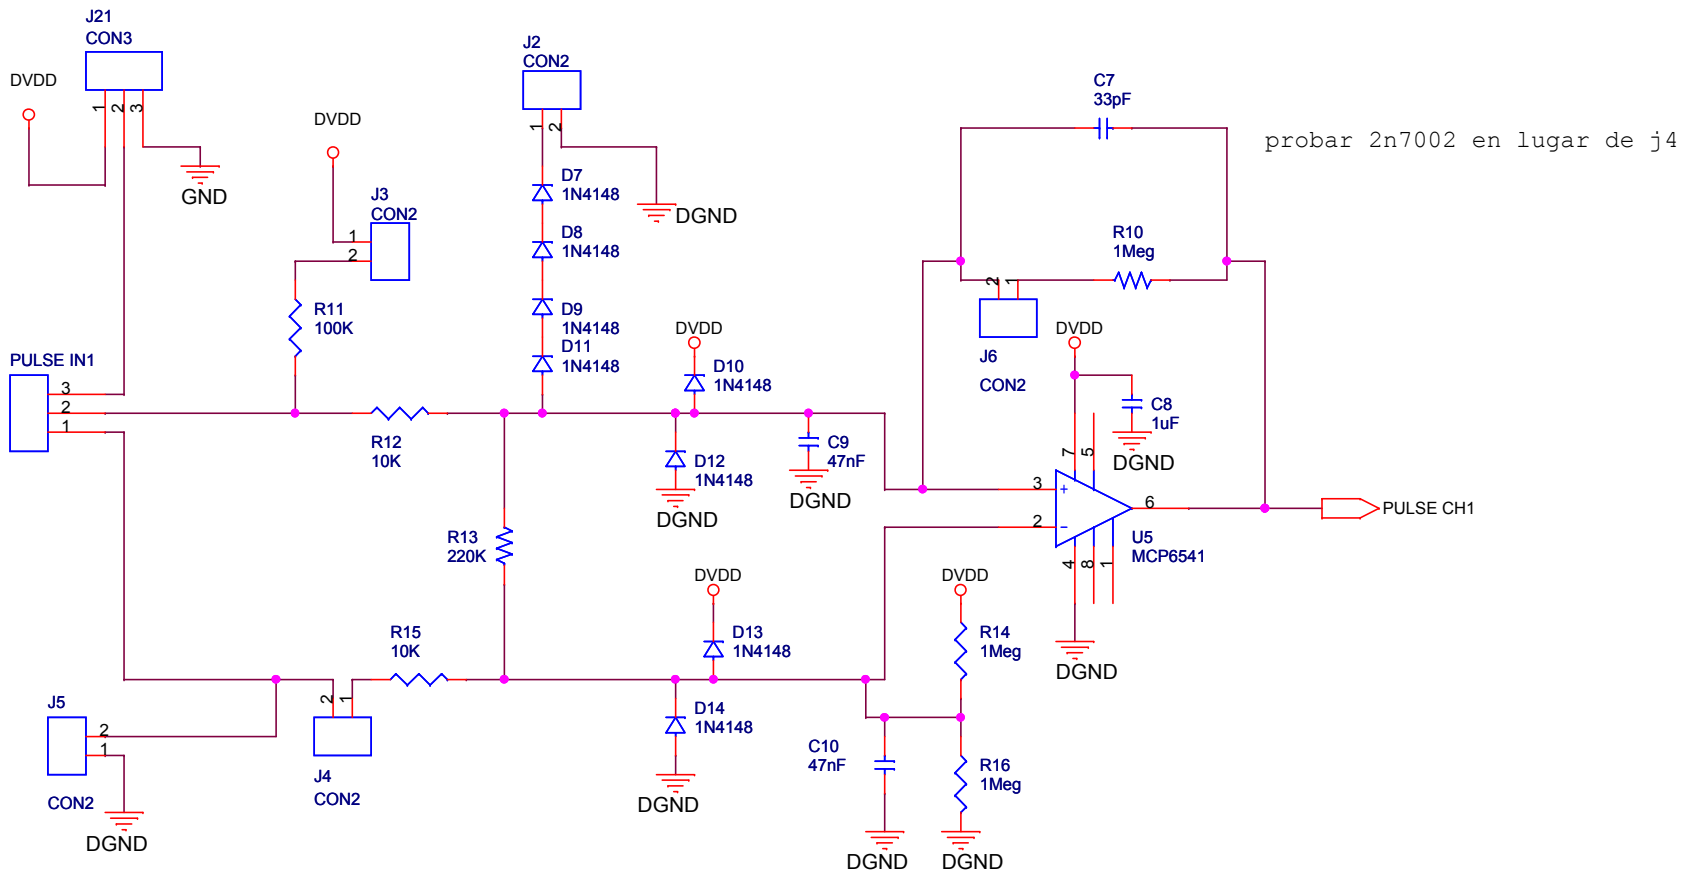 J21
CON3
DVDD
1
2
3
GND
J2
CON2
1
2
DGND
DVDD
J3
CON2
1
2
R11
100K
D7
1N4148
D8
1N4148
D9
1N4148
D11
1N4148
DVDD
D10
1N4148
C7
33pF
probar 2n7002 en lugar de j4
R10
1Meg
2
1
J6
CON2
DVDD
C8
1uF
DGND
PULSE IN1
3
2
1
R12
10K
D12
1N4148
DGND
C9
47nF
DGND
R13
220K
3
+
2
-
7
5
6
4
8
1
U5
MCP6541
PULSE CH1
DGND
R15
10K
DVDD
D13
1N4148
DVDD
R14
1Meg
D14
1N4148
DGND
C10
47nF
DGND
R16
1Meg
DGND
J5
2
1
CON2
DGND
2
1
J4
CON2